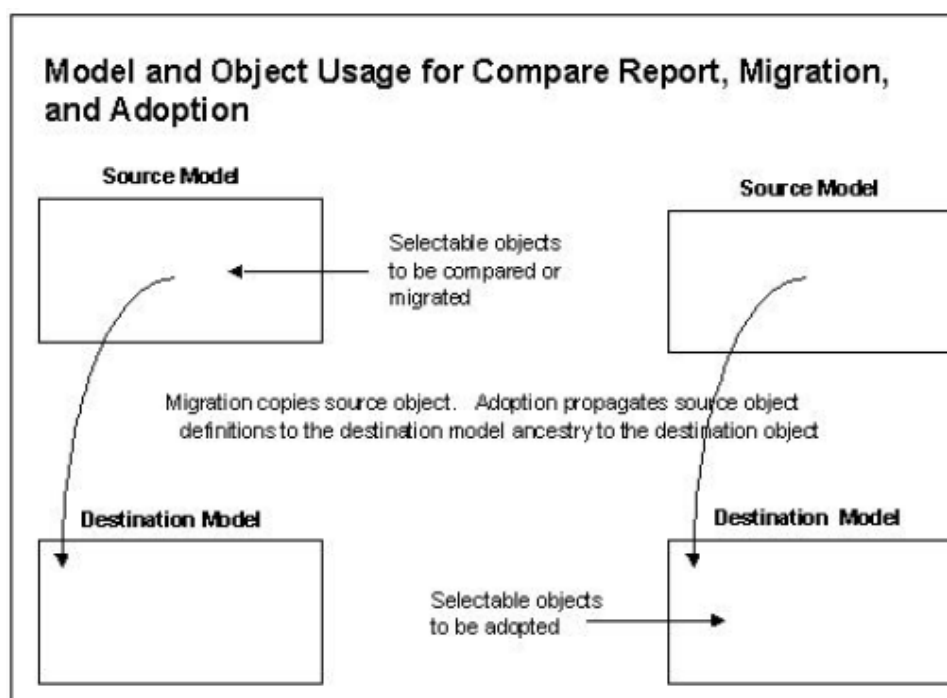 Model and Object Usage for Compare Report, Migration,
and Adoption
Source Model
Source Model
Selectable objects
to be compared or
migrated
Migration copies source object.   Adoption propagates source object
definitions to the destination model ancestry to the destination object
Destination Model
Destination Model
Selectable objects
to be adopted